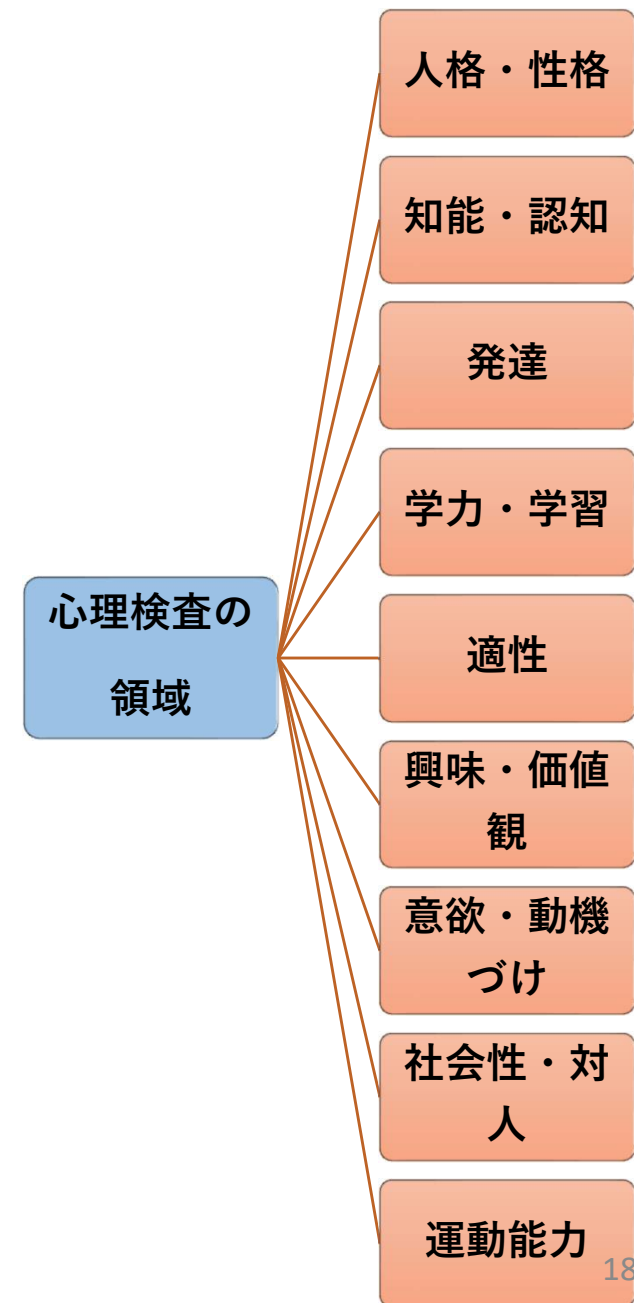 人格・性格
知能・認知
発達
学力・学習
心理検査の
領域
適性
興味・価値
観
意欲・動機
づけ
社会性・対
人
運動能力
18